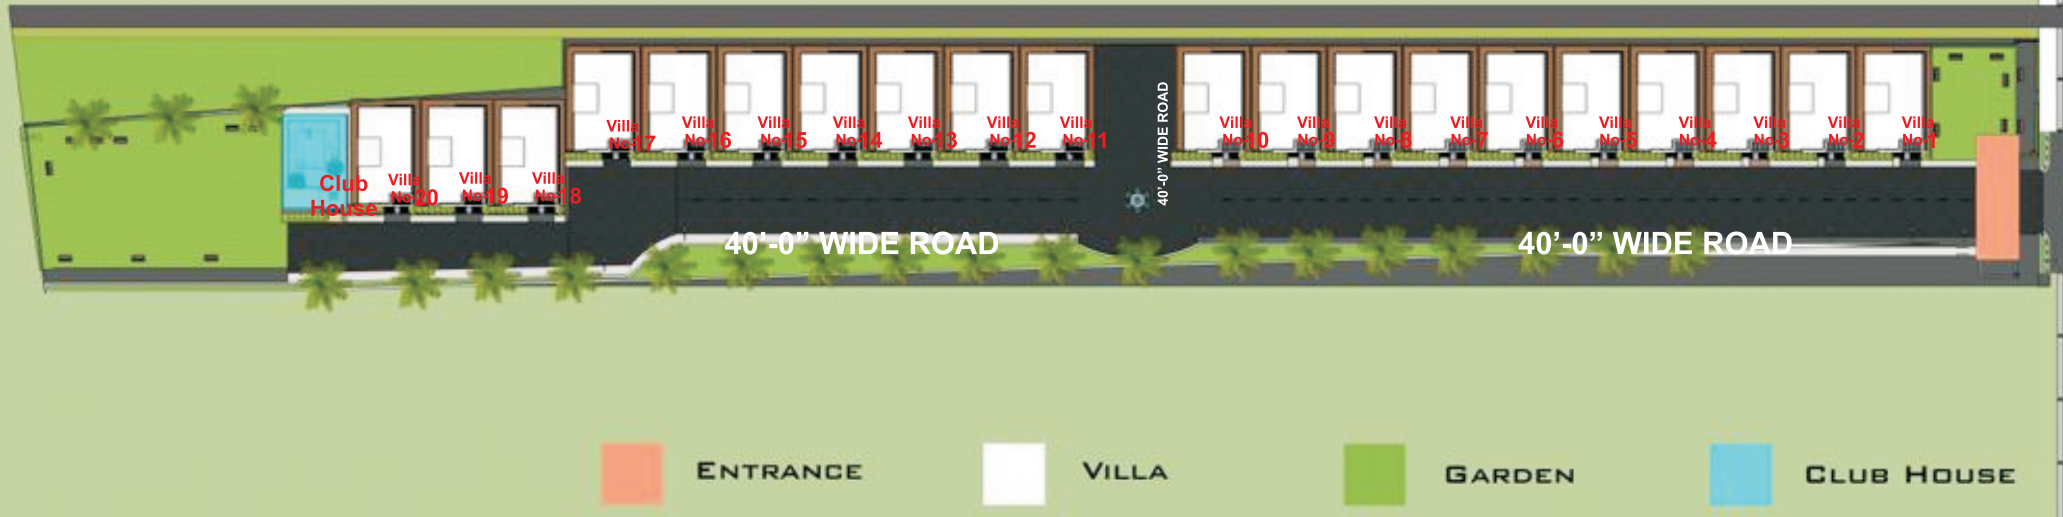 Villa
No-17
Villa
No-16
Villa
No-15
Villa
No-14
Villa
No-13
Villa
No-12
Villa
No-11
40'-0" WIDE ROAD
Villa
No-10
Villa
No-9
Villa
No-8
Villa
No-7
Villa
No-6
Villa
No-5
Villa
No-4
Villa
No-3
Villa
No-2
Villa
No-1
Club
House
Villa
No-20
Villa
No-19
Villa
No-18
40’-0” WIDE ROAD
40’-0” WIDE ROAD
ENTRANCE
VILLA
GARDEN
CLUB HOUSE